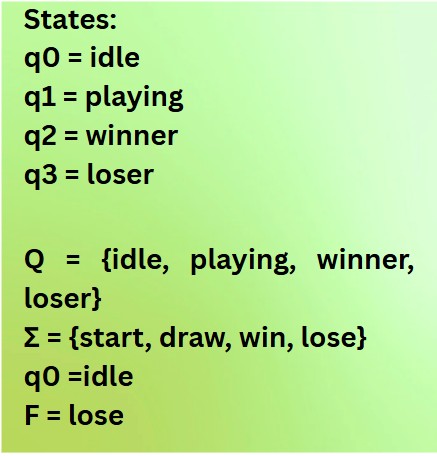 States:
q0 = idle
q1 = playing
q2 = winner
q3 = loser
Q = {idle, playing, winner,
loser}
Σ = {start, draw, win, lose}
q0 =idle
F = lose